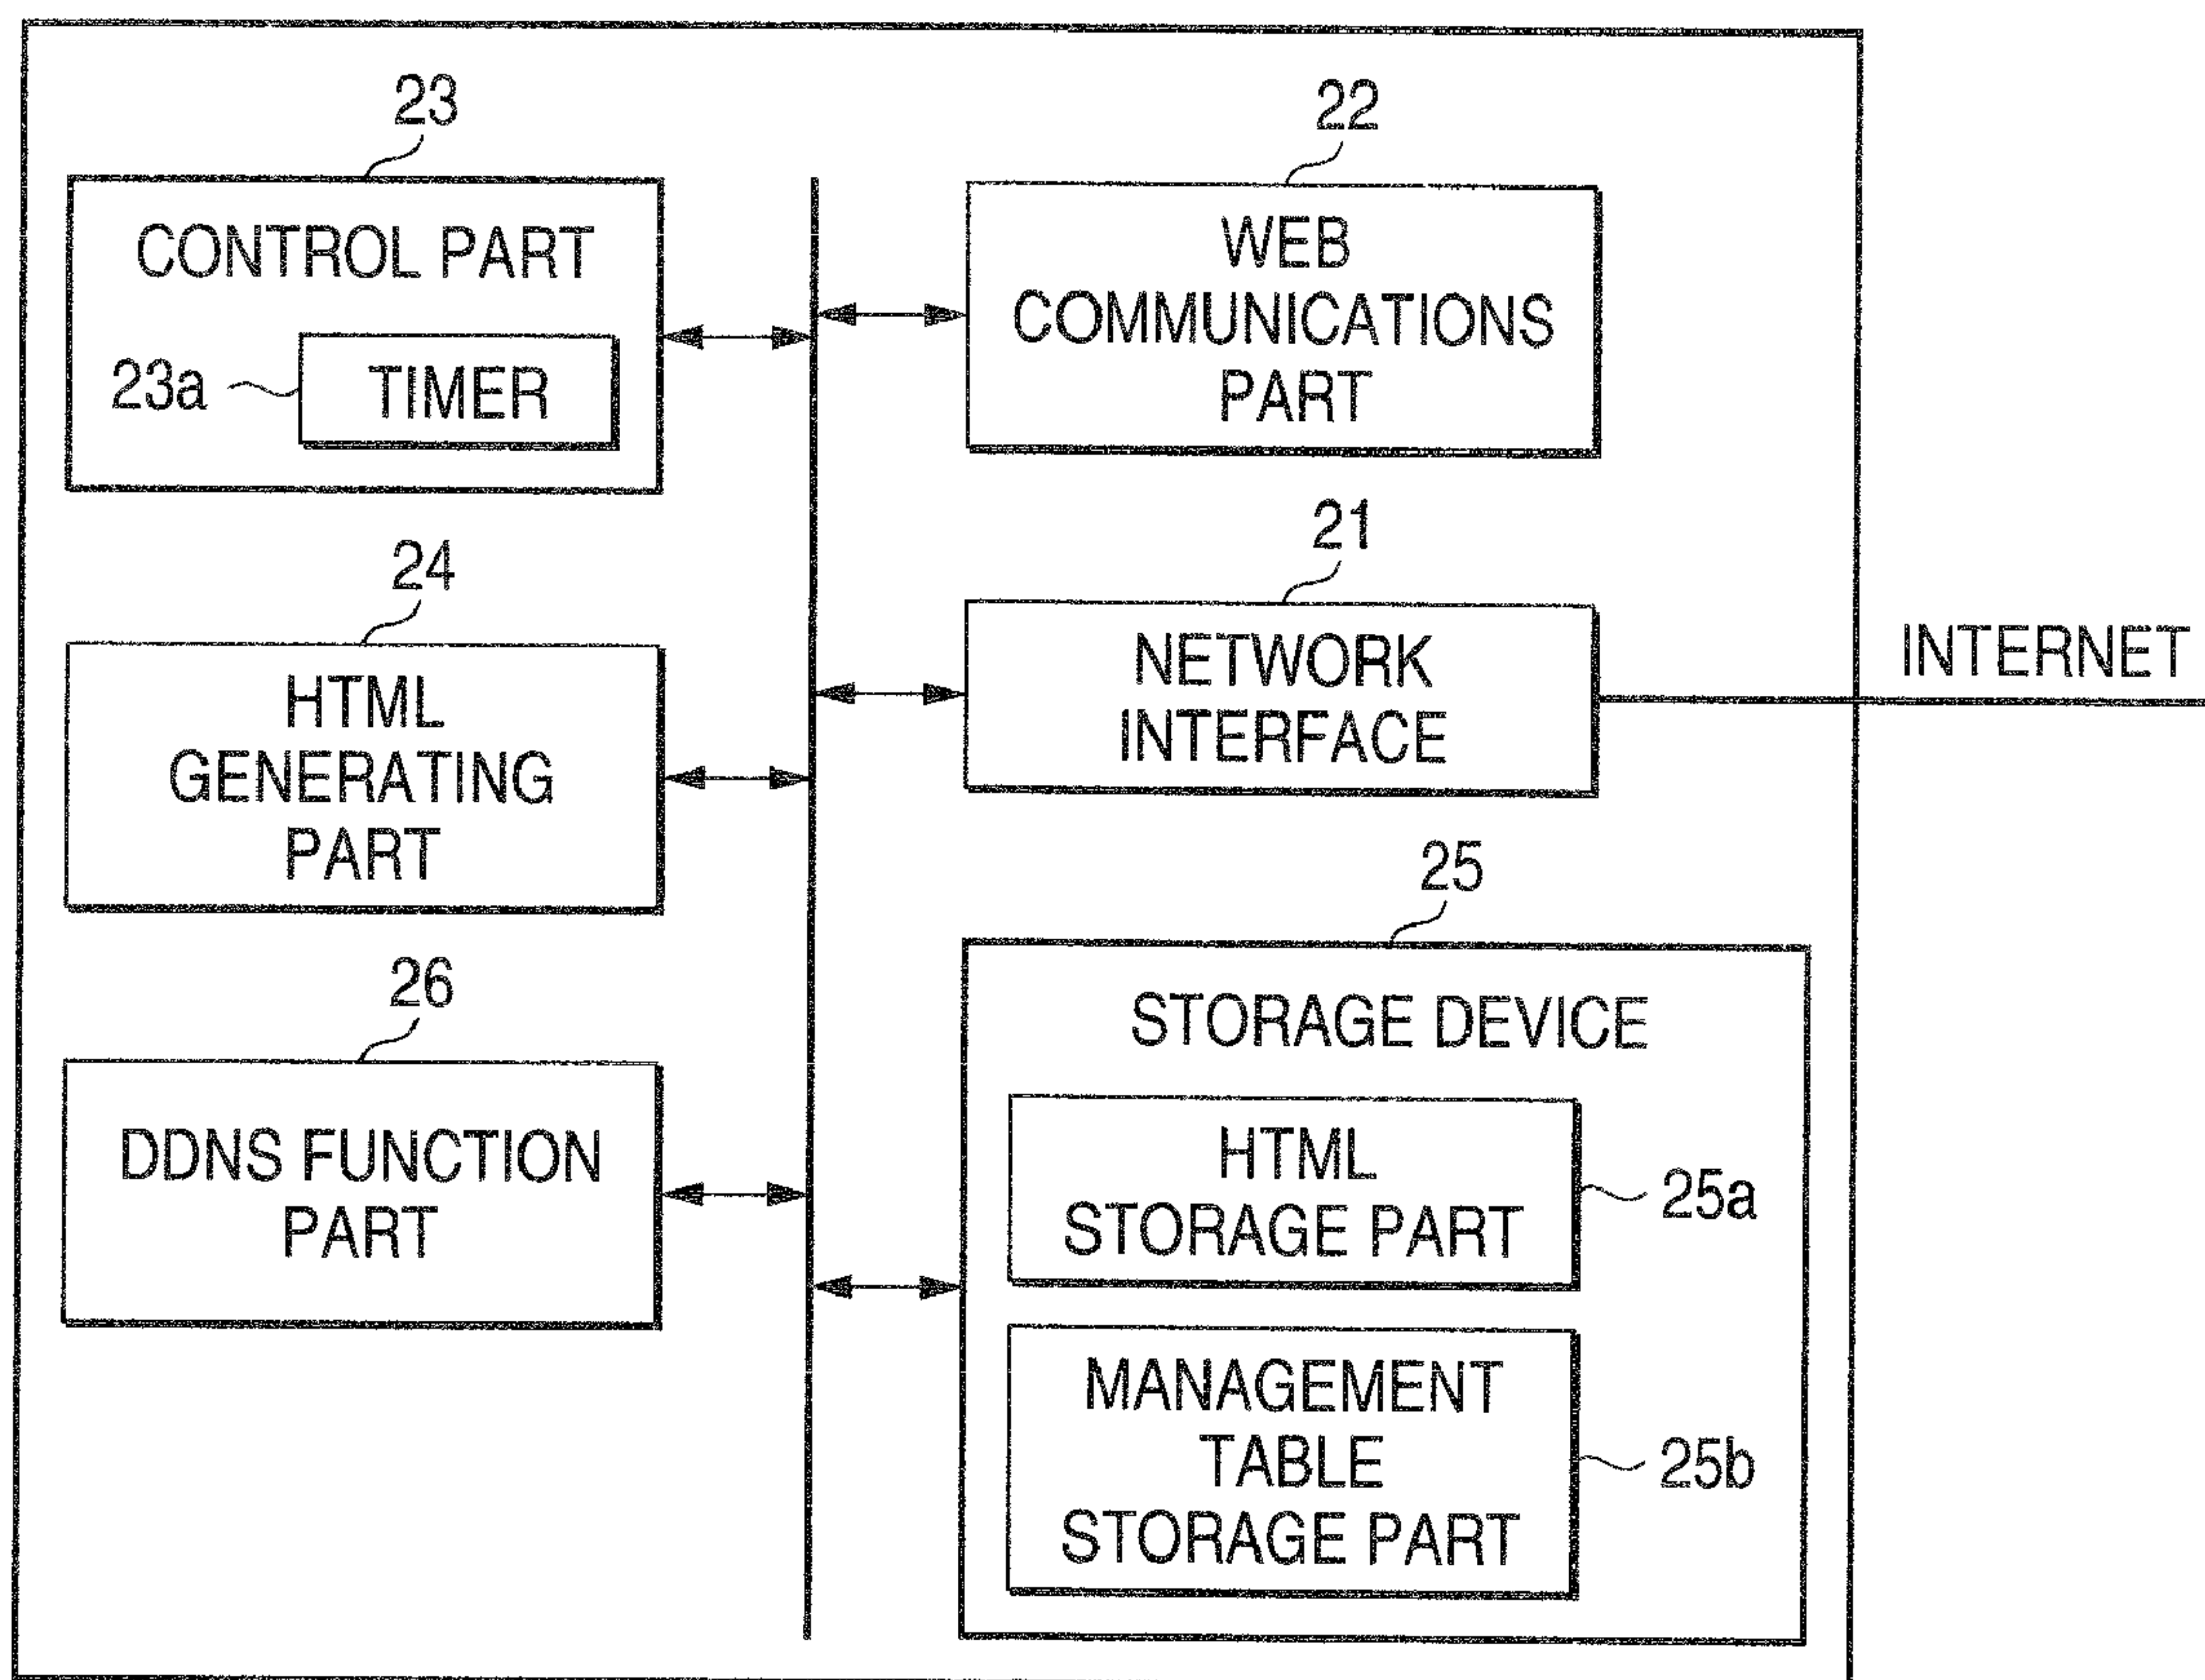 23
CONTROL PART
23a
TIMER
22
WEB
COMMUNICATIONS
PART
24
HTML
GENERATING
PART
21
NETWORK
INTERFACE
INTERNET
26
DDNS FUNCTION
PART
25
STORAGE DEVICE
HTML
STORAGE PART
25a
MANAGEMENT
TABLE
STORAGE PART
25b